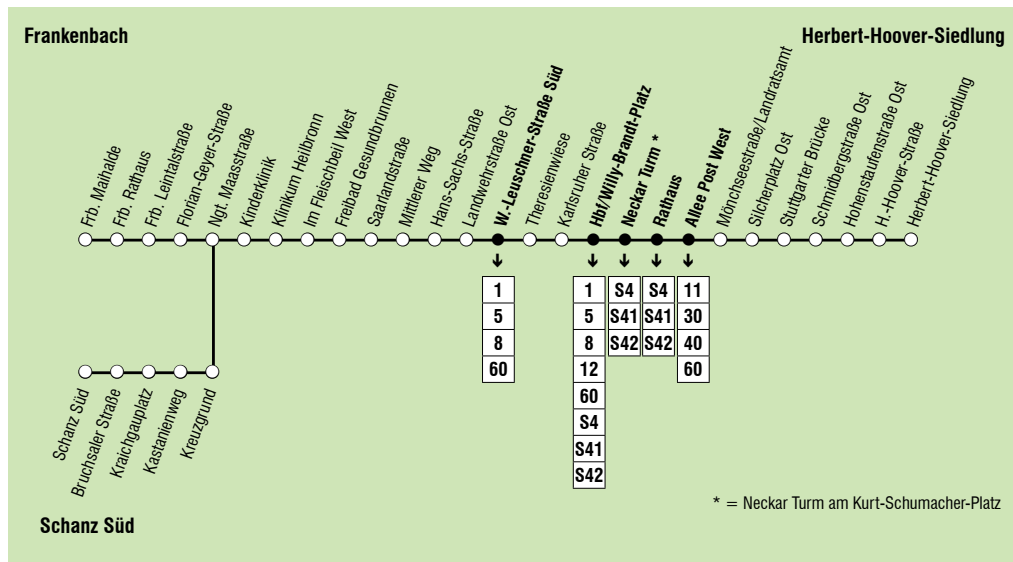 Frankenbach
Herbert-Hoover-Siedlung
Frb. Maihalde
Frb. Rathaus
Frb. Leintalstraße
Florian-Geyer-Straße
Ngt. Maasstraße
Kinderklinik
Klinikum Heilbronn
Im Fleischbeil West
Freibad Gesundbrunnen
Saarlandstraße
Mittlerer Weg
Hans-Sachs-Straße
Landwehrstraße Ost
W.-Leuschner-Straße Süd
Theresienwiese
Karlsruher Straße
Hbf/Willy-Brandt-Platz
Neckar Turm *
Rathaus
Allee Post West
Mönchseestraße/Landratsamt
Silcherplatz Ost
Stuttgarter Brücke
Schmidbergstraße Ost
Hohenstaufenstraße Ost
H.-Hoover-Straße
Herbert-Hoover-Siedlung
1
5
8
60
1
5
8
12
60
S4
S41
S42
S4
S41
S42
S4
S41
S42
11
30
40
60
Schanz Süd
Bruchsaler Straße
Kraichgauplatz
Kastanienweg
Kreuzgrund
Schanz Süd
* = Neckar Turm am Kurt-Schumacher-Platz